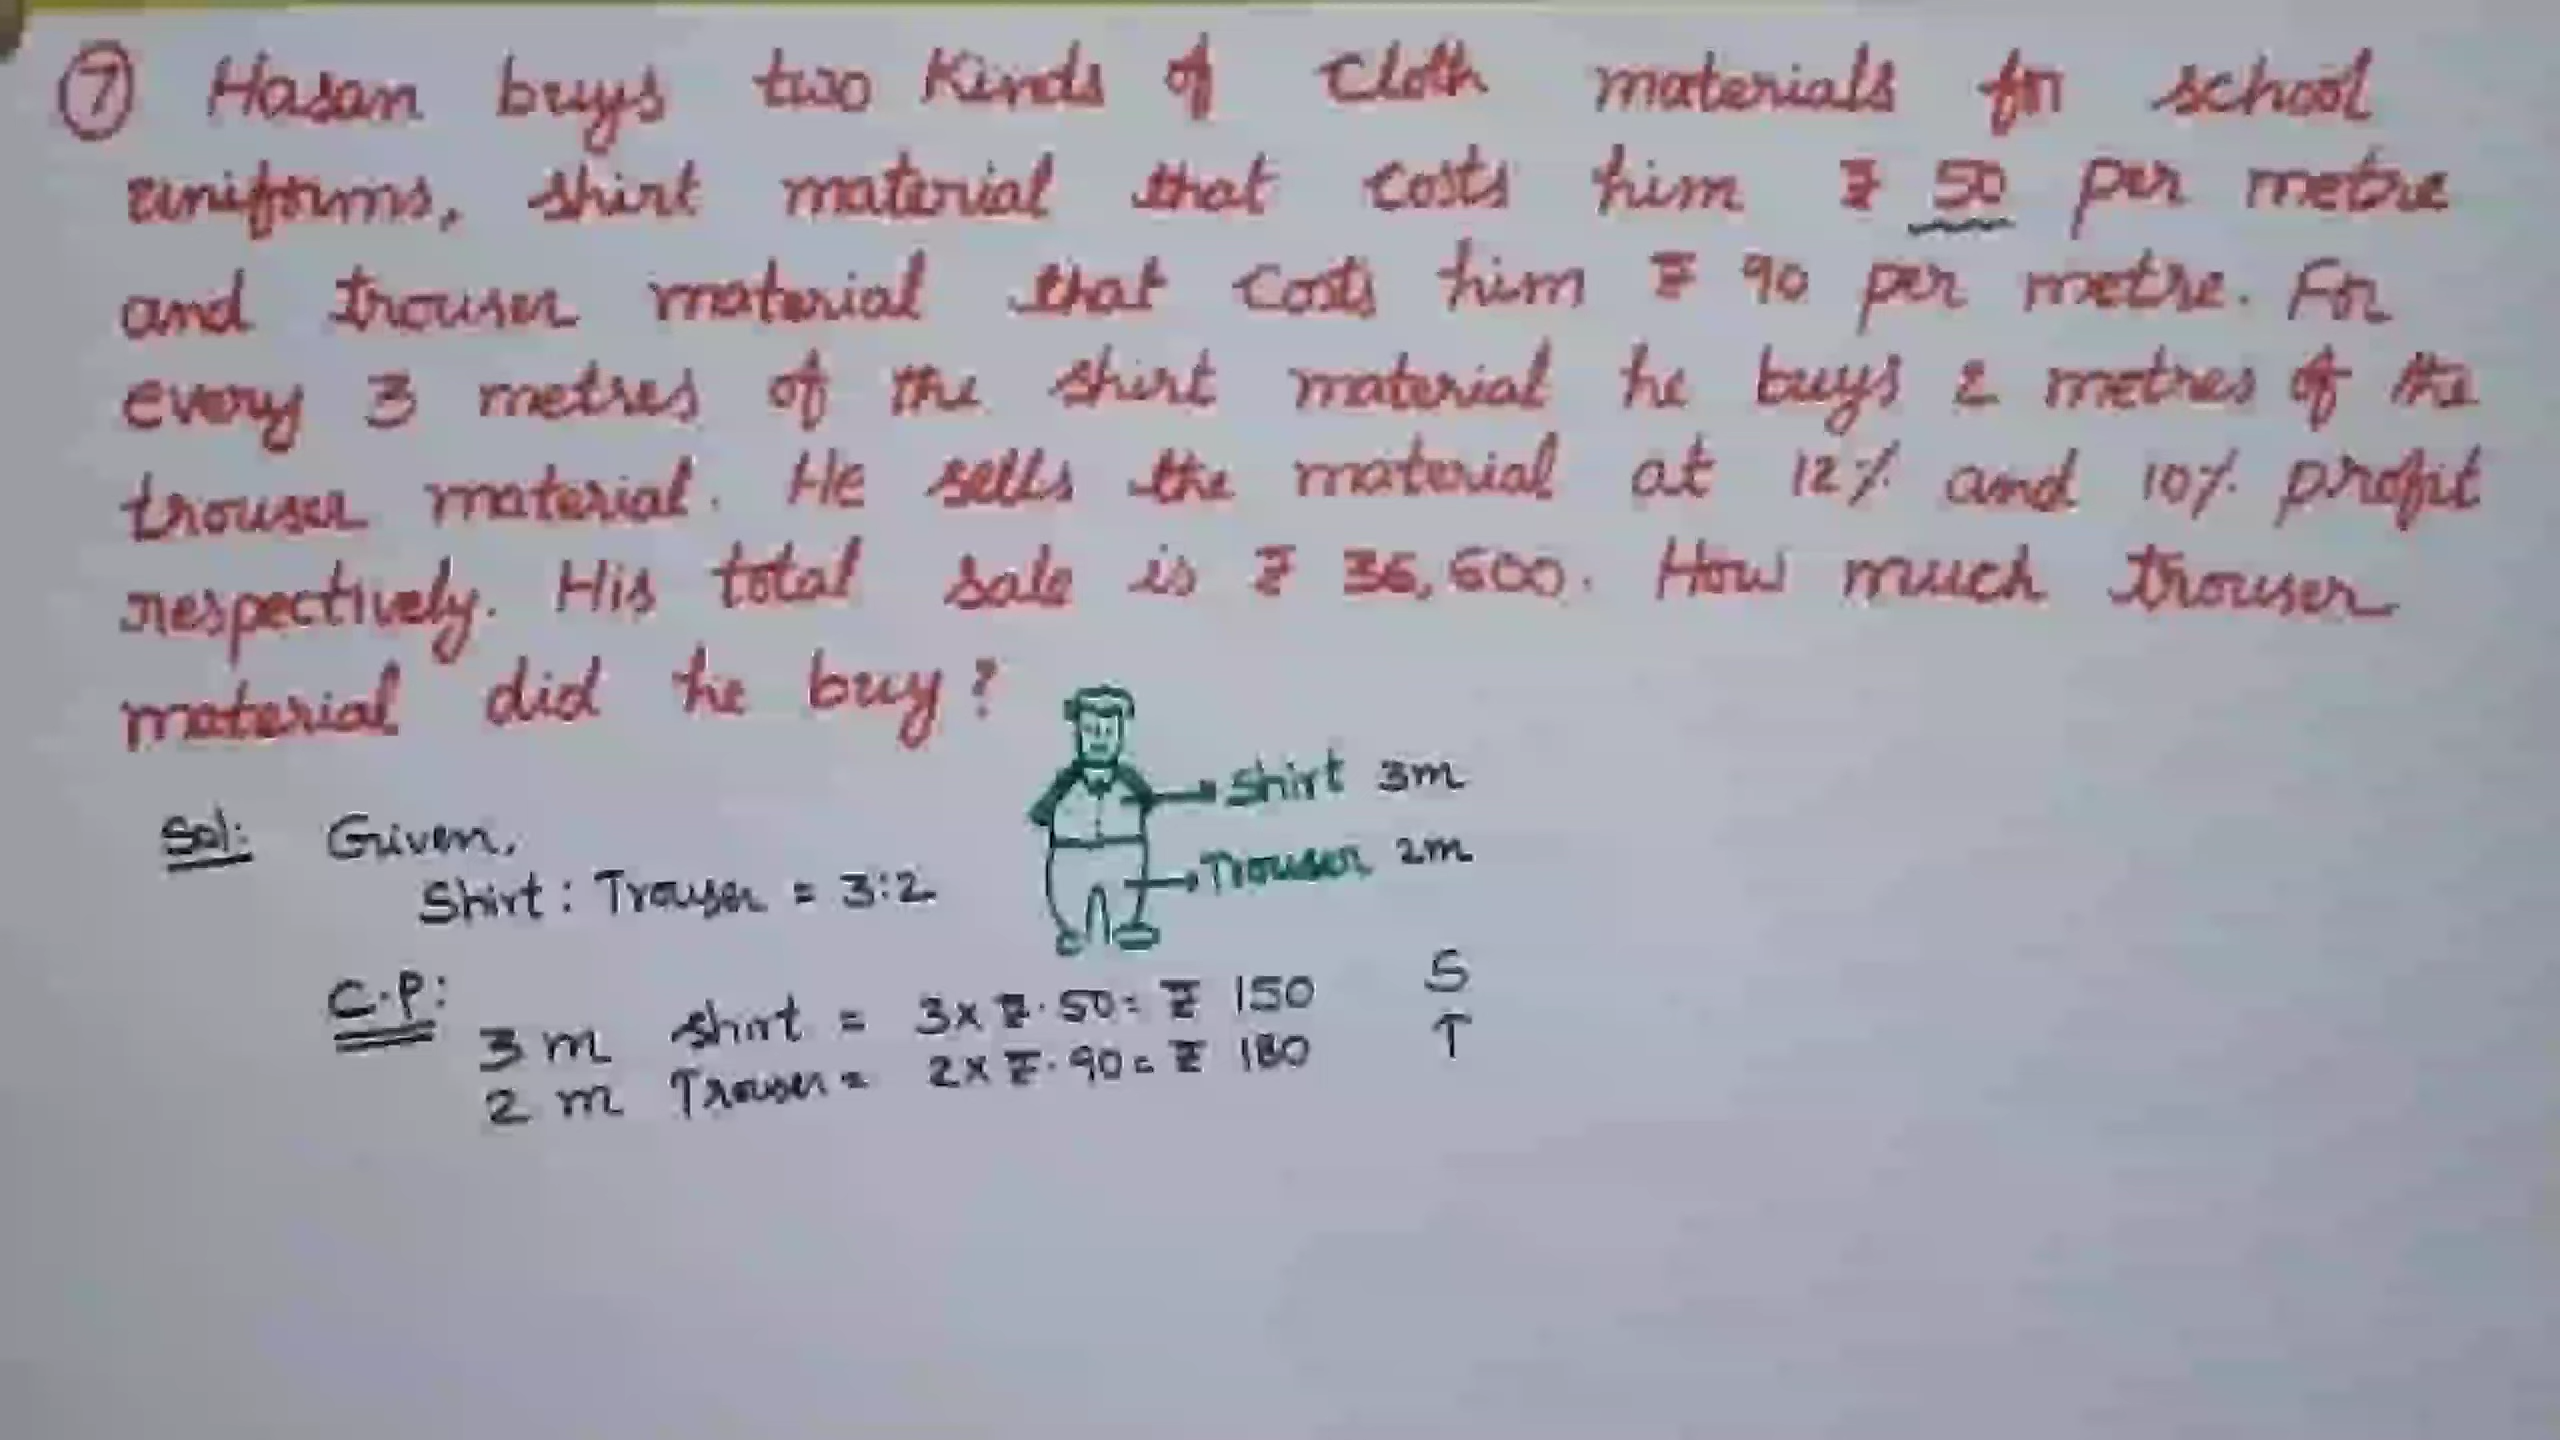 7 Hasan buys two kinds of cloth materials for school
uniforms, shirt material that costs him ₹ 50 per metre
and trouser material that costs him ₹ 90 per metre. For
every 3 metres of the shirt material he buys 2 metres of the
trouser material. He sells the material at 12% and 10% profit
respectively. His total sale is ₹ 36,600. How much trouser
material did he buy?
Shirt 3m
Trouser 2m
Sol: Given,
Shirt : Trouser = 3:2
C.P:
3 m shirt = 3x ₹.50= ₹ 150 S
2 m Trouser = 2x ₹.90= ₹ 180 T